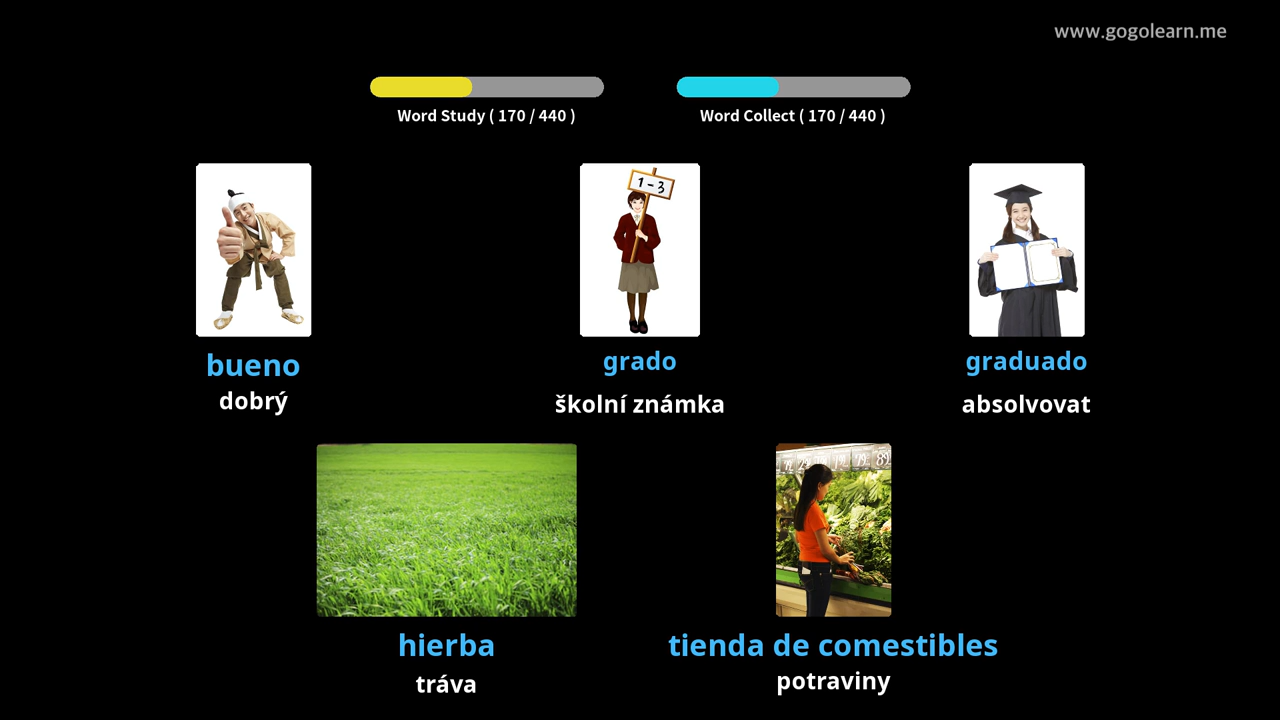 www.gogolearn.me
Word Study ( 170 / 440 )
Word Collect ( 170 / 440 )
1 - 3
bueno
dobrý
grado
školní známka
graduado
absolvovat
hierba
tráva
tienda de comestibles
potraviny